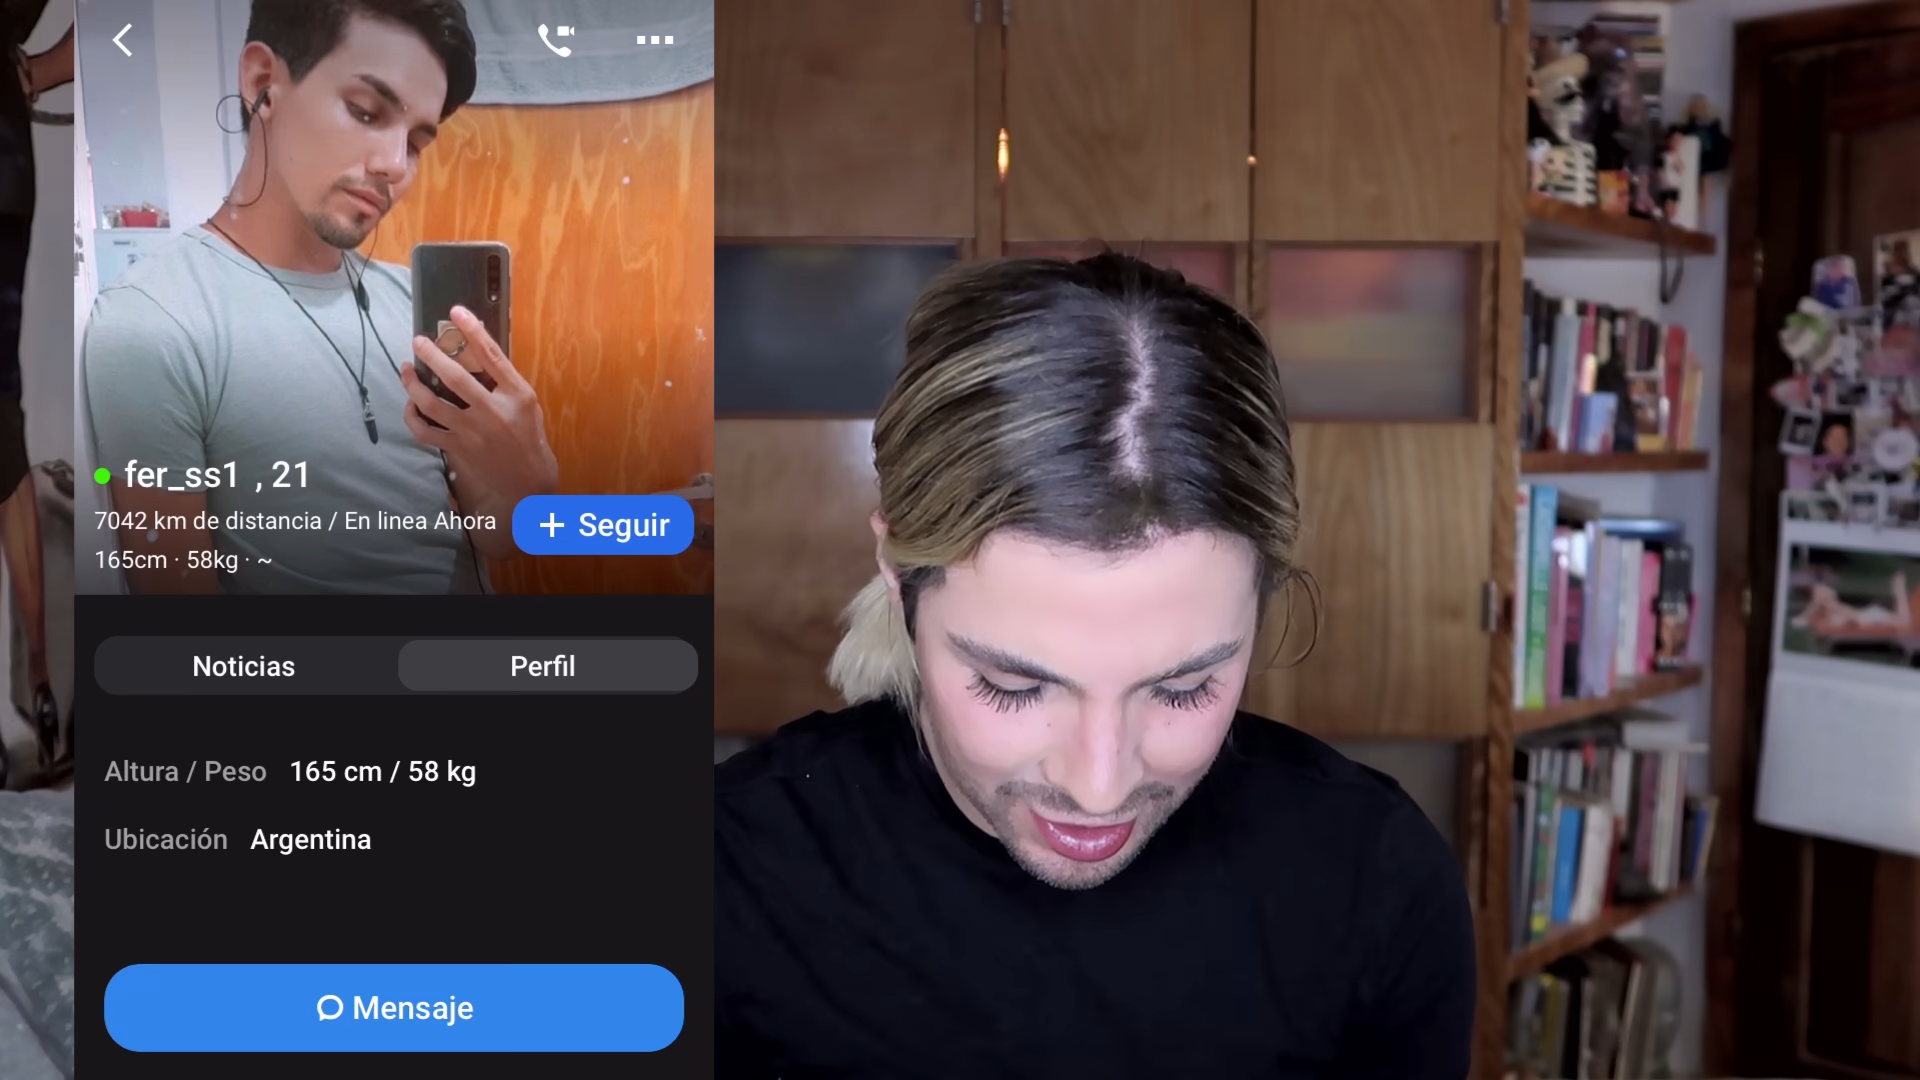 fer_ss1 , 21
7042 km de distancia / En linea Ahora
165cm · 58kg · ~
+ Seguir
Noticias
Perfil
Altura / Peso 165 cm / 58 kg
Ubicación Argentina
Mensaje